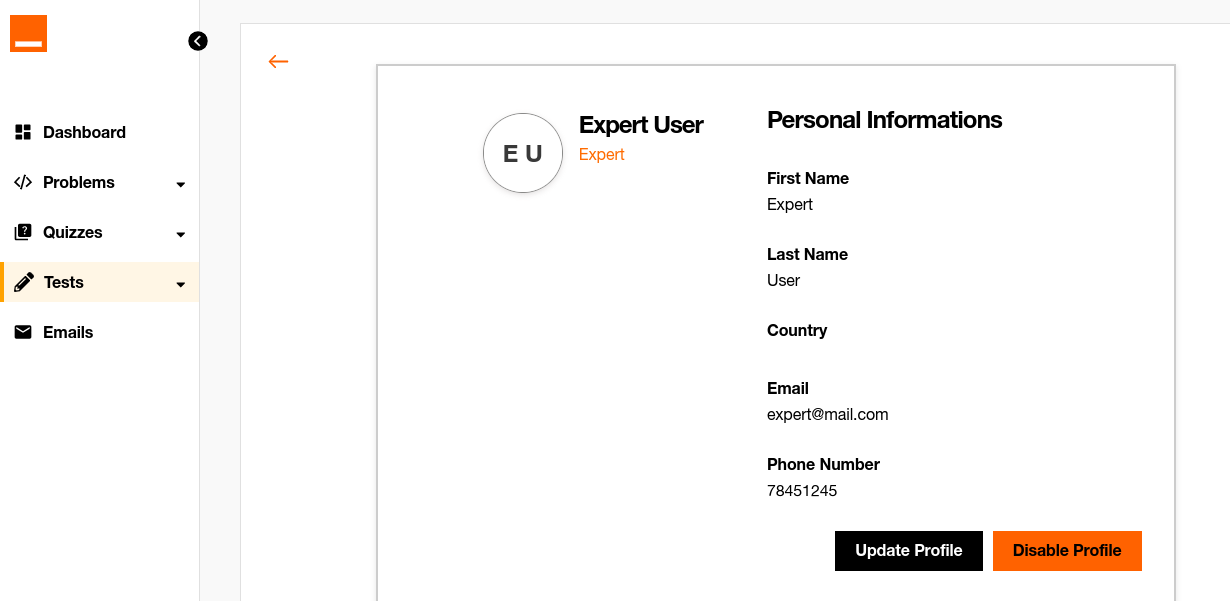 Dashboard
Problems
Quizzes
Tests
Emails
E U
Expert User
Expert
Personal Informations
First Name
Expert
Last Name
User
Country
Email
expert@mail.com
Phone Number
78451245
Update Profile
Disable Profile